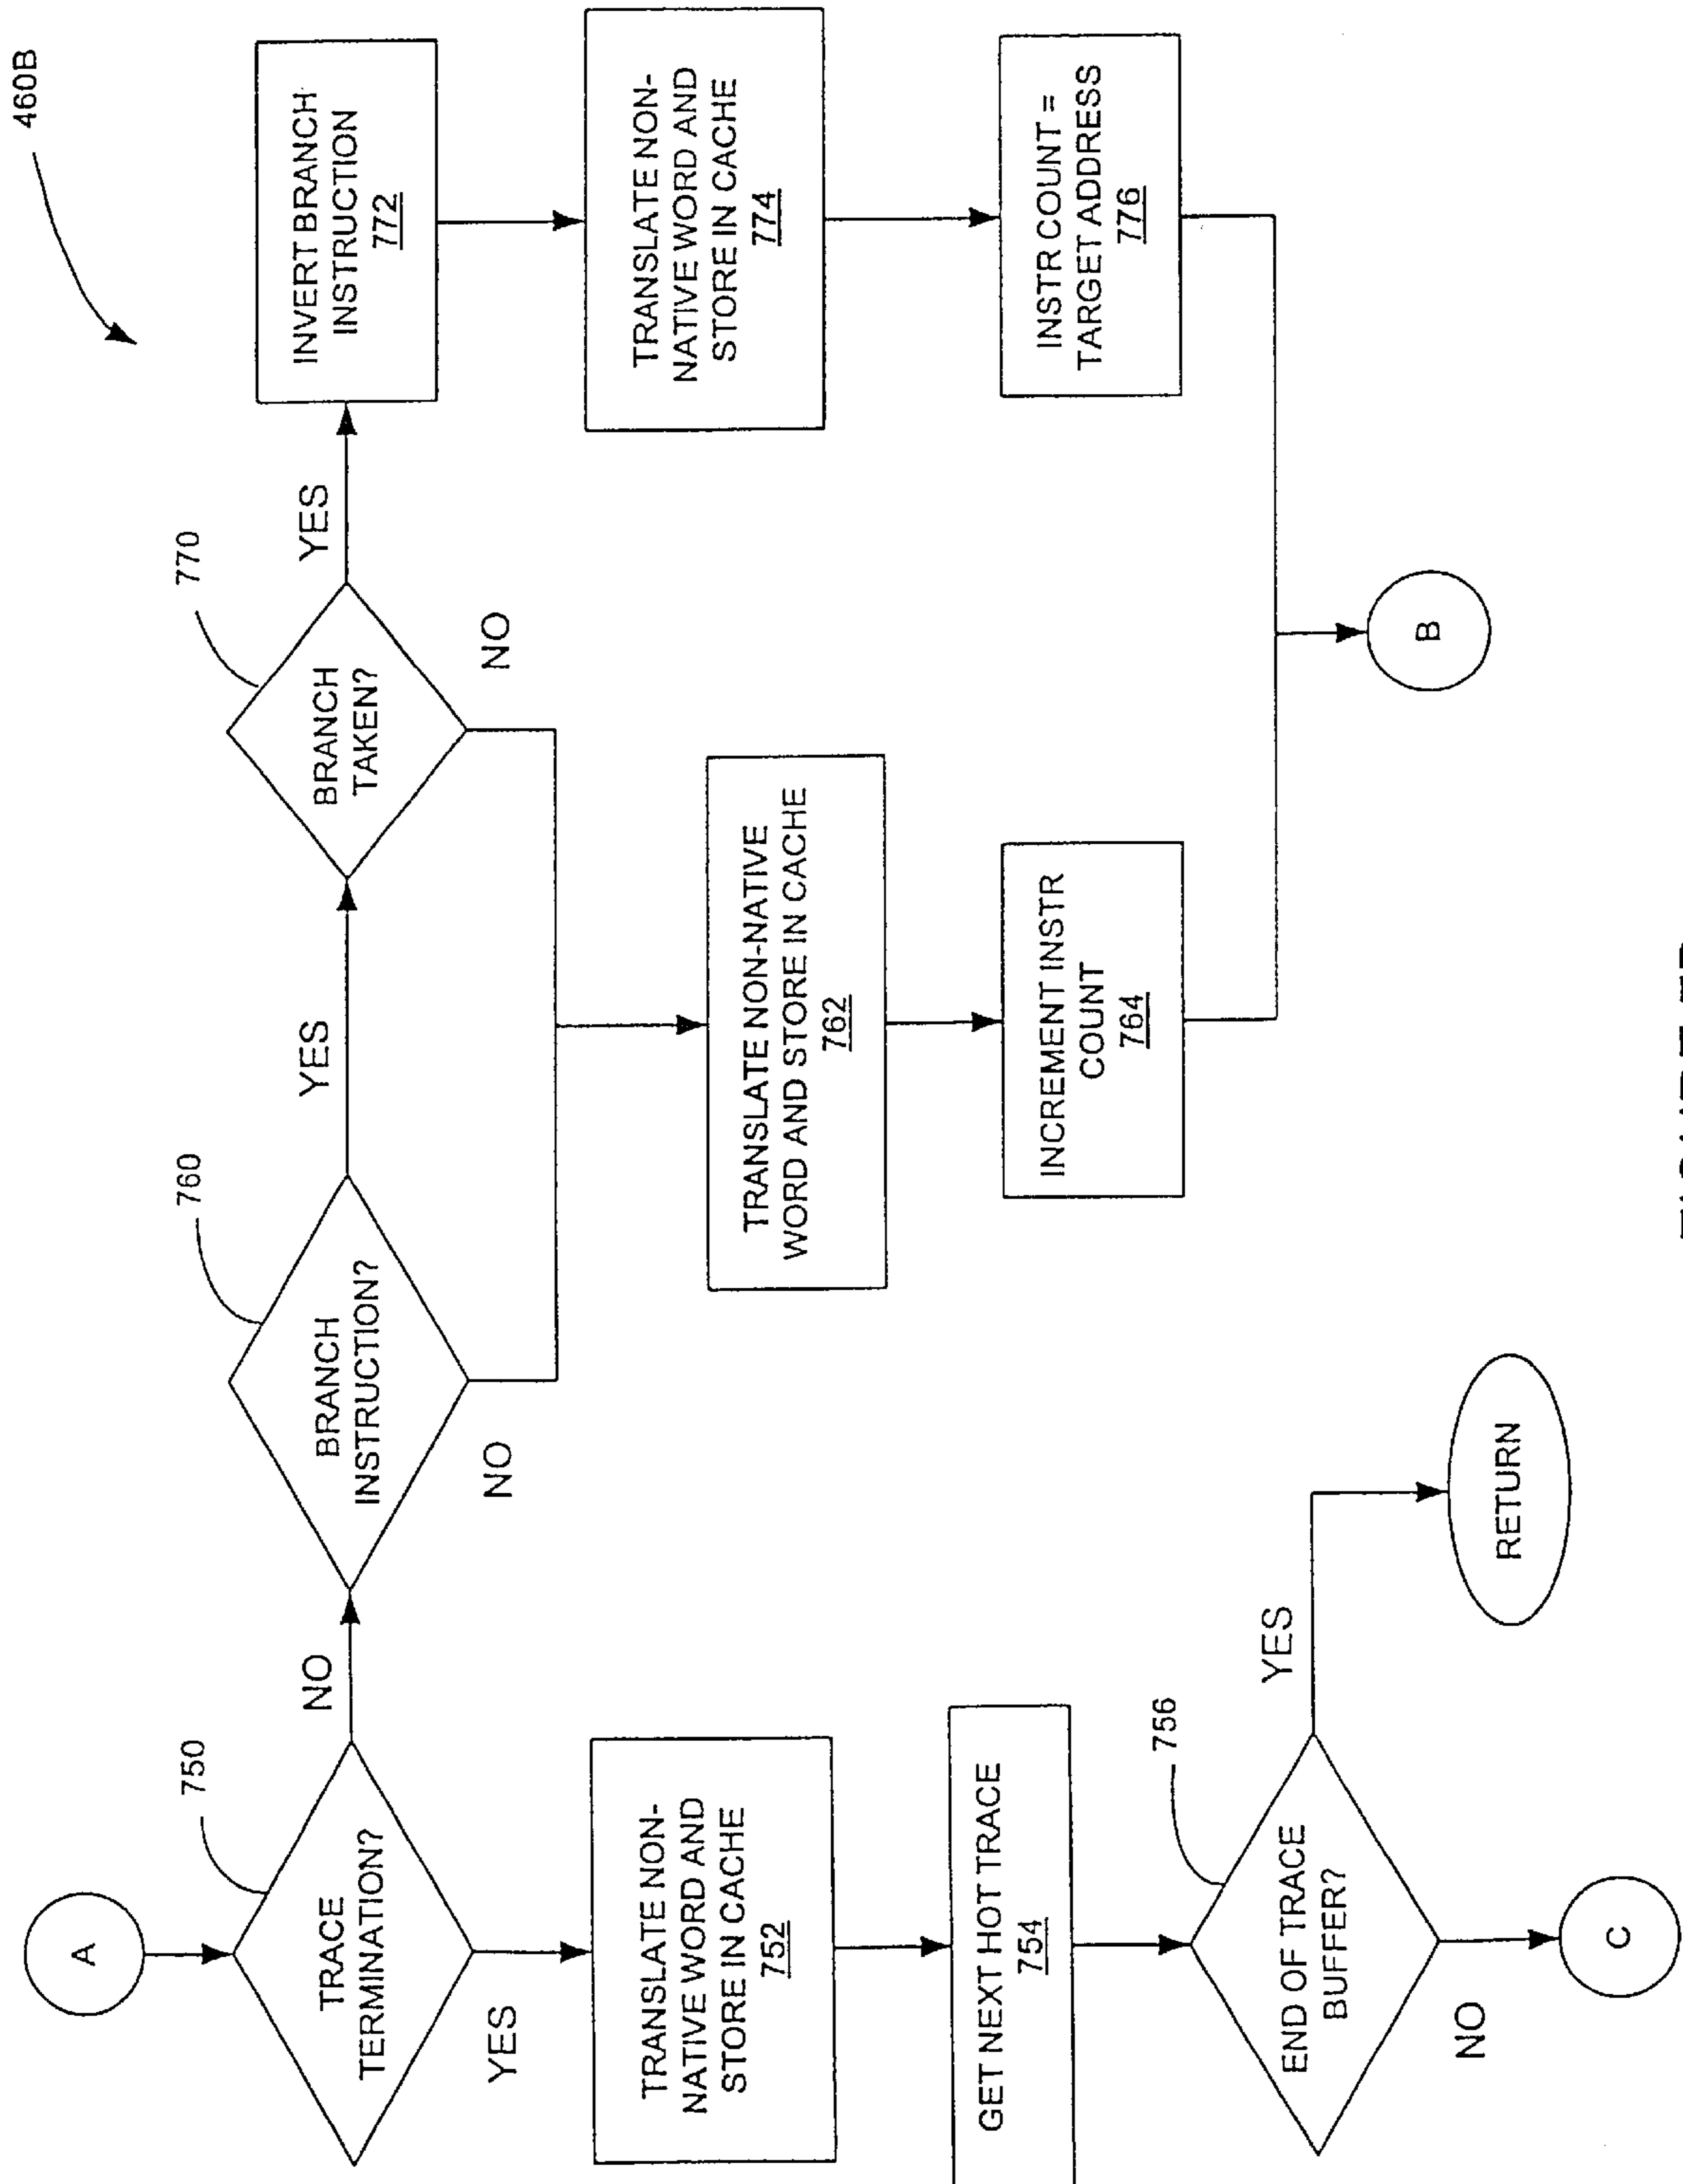 460B
A
750
TRACE
TERMINATION?
NO
YES
TRANSLATE NON-
NATIVE WORD AND
STORE IN CACHE
752
GET NEXT HOT TRACE
754
756
END OF TRACE
BUFFER?
YES
RETURN
NO
C
760
BRANCH
INSTRUCTION?
YES
NO
770
BRANCH
TAKEN?
YES
NO
TRANSLATE NON-NATIVE
WORD AND STORE IN CACHE
762
INCREMENT INSTR
COUNT
764
INVERT BRANCH
INSTRUCTION
772
TRANSLATE NON-
NATIVE WORD AND
STORE IN CACHE
774
INSTR COUNT =
TARGET ADDRESS
776
B